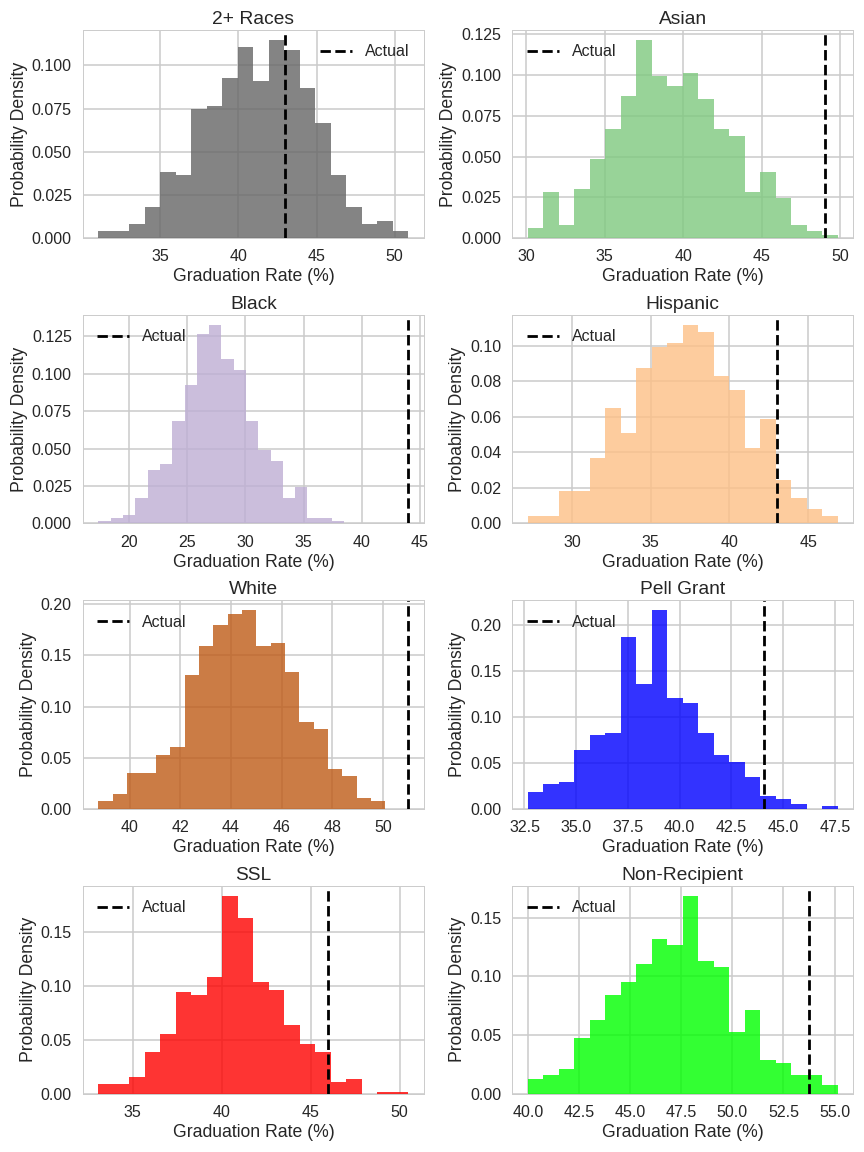 2+ Races
Probability Density
0.100
0.075
0.050
0.025
0.000
Actual
35 40 45 50
Graduation Rate (%)
Asian
Probability Density
0.125
0.100
0.075
0.050
0.025
0.000
Actual
30 35 40 45 50
Graduation Rate (%)
Black
Probability Density
0.125
0.100
0.075
0.050
0.025
0.000
Actual
20 25 30 35 40 45
Graduation Rate (%)
Hispanic
Probability Density
0.10
0.08
0.06
0.04
0.02
0.00
Actual
30 35 40 45
Graduation Rate (%)
White
Probability Density
0.20
0.15
0.10
0.05
0.00
Actual
40 42 44 46 48 50
Graduation Rate (%)
Pell Grant
Probability Density
0.20
0.15
0.10
0.05
0.00
Actual
32.5 35.0 37.5 40.0 42.5 45.0 47.5
Graduation Rate (%)
SSL
Probability Density
0.15
0.10
0.05
0.00
Actual
35 40 45 50
Graduation Rate (%)
Non-Recipient
Probability Density
0.15
0.10
0.05
0.00
Actual
40.0 42.5 45.0 47.5 50.0 52.5 55.0
Graduation Rate (%)